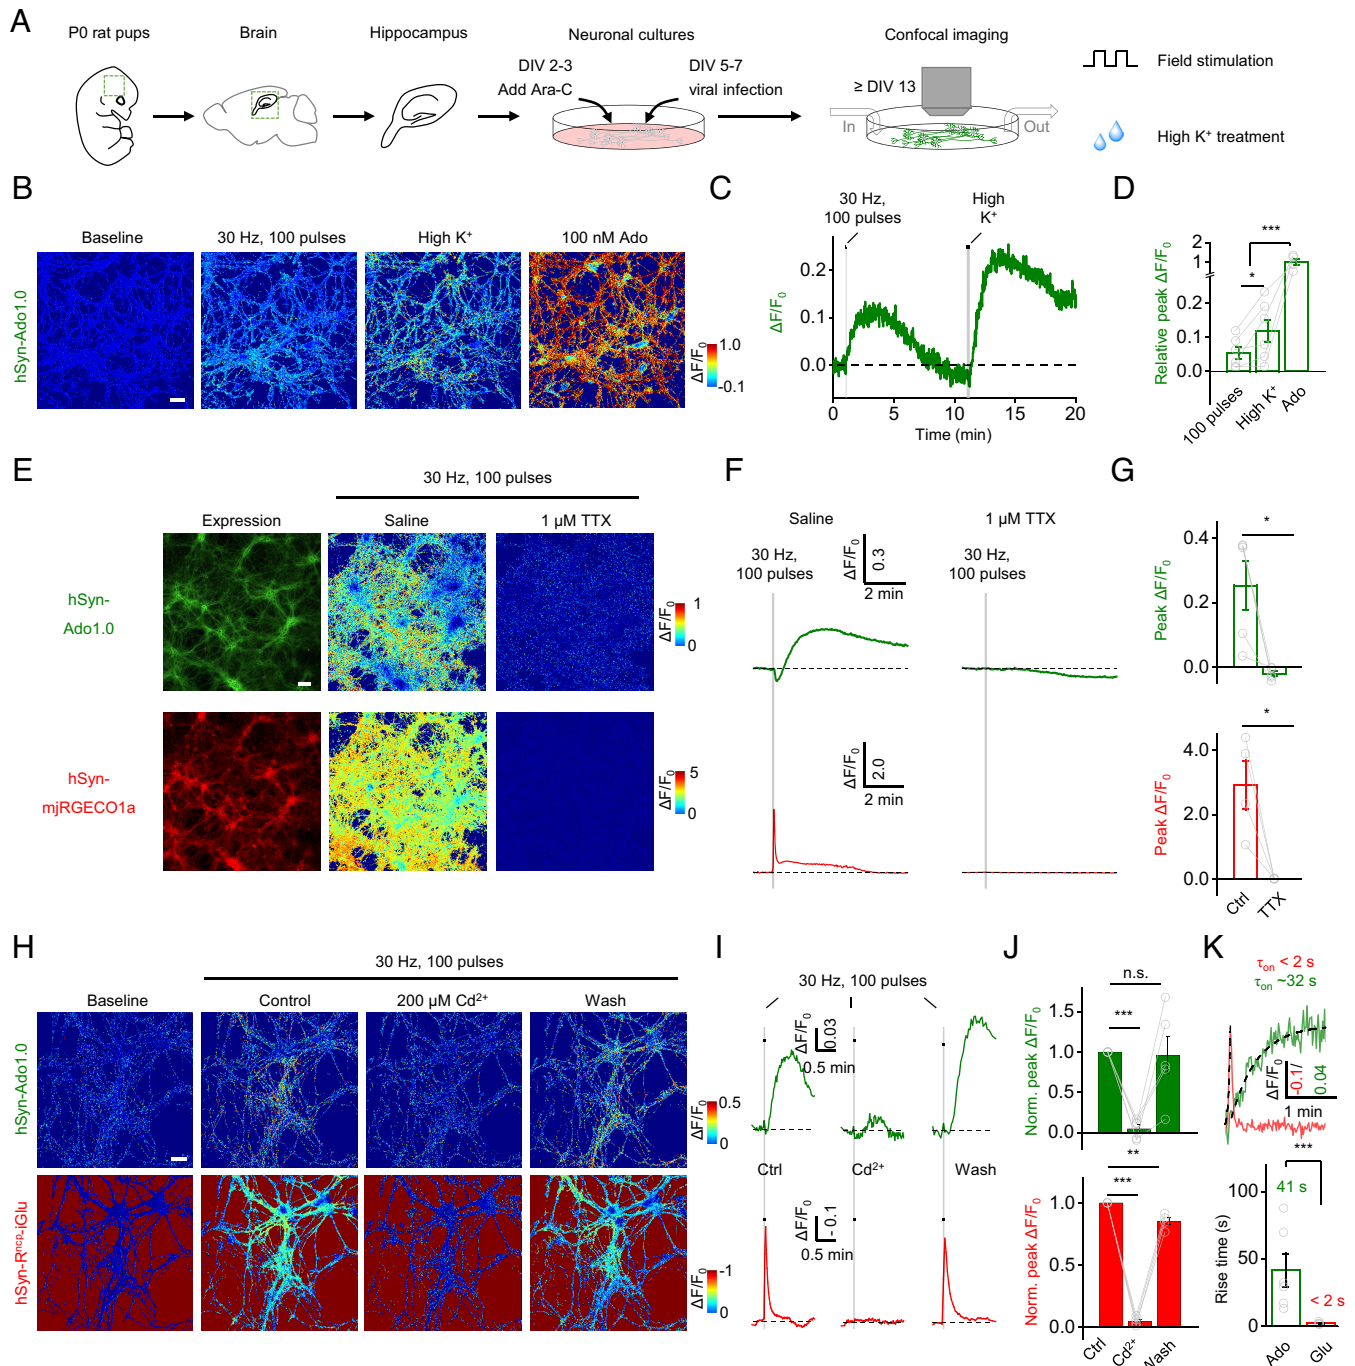 A
P0 rat pups
Brain
Hippocampus
Neuronal cultures
Confocal imaging
DIV 2-3
Add Ara-C
DIV 5-7
viral infection
≥ DIV 13
In
Out
Field stimulation
High K⁺ treatment
B
Baseline
30 Hz, 100 pulses
High K⁺
100 nM Ado
hSyn-Ado1.0
1.0
-0.1
ΔF/F₀
C
30 Hz,
100 pulses
High
K⁺
ΔF/F₀
0.2
0.1
0.0
0
5
10
15
20
Time (min)
D
Relative peak ΔF/F₀
2
1
0.2
0.1
0.0
*
***
100 pulses
High K⁺
Ado
E
30 Hz, 100 pulses
Expression
Saline
1 µM TTX
hSyn-
Ado1.0
1
0
ΔF/F₀
hSyn-
mjRGECO1a
5
0
ΔF/F₀
F
Saline
1 µM TTX
30 Hz,
100 pulses
30 Hz,
100 pulses
ΔF/F₀
0.3
2 min
ΔF/F₀
2.0
2 min
G
Peak ΔF/F₀
0.4
0.2
0.0
*
Peak ΔF/F₀
4.0
2.0
0.0
*
Ctrl
TTX
H
30 Hz, 100 pulses
Baseline
Control
200 µM Cd²⁺
Wash
hSyn-Ado1.0
0.5
0
ΔF/F₀
hSyn-Rⁿᶜᵖ-iGlu
-1
0
ΔF/F₀
I
30 Hz, 100 pulses
ΔF/F₀
0.03
0.5 min
Ctrl
Cd²⁺
Wash
ΔF/F₀
-0.1
0.5 min
J
n.s.
***
Norm. peak ΔF/F₀
1.5
1.0
0.5
0.0
**
***
Norm. peak ΔF/F₀
1.0
0.5
0.0
Ctrl
Cd²⁺
Wash
K
τon < 2 s
τon ~32 s
ΔF/F₀
-0.1/
0.04
1 min
***
41 s
< 2 s
Rise time (s)
100
50
0
Ado
Glu